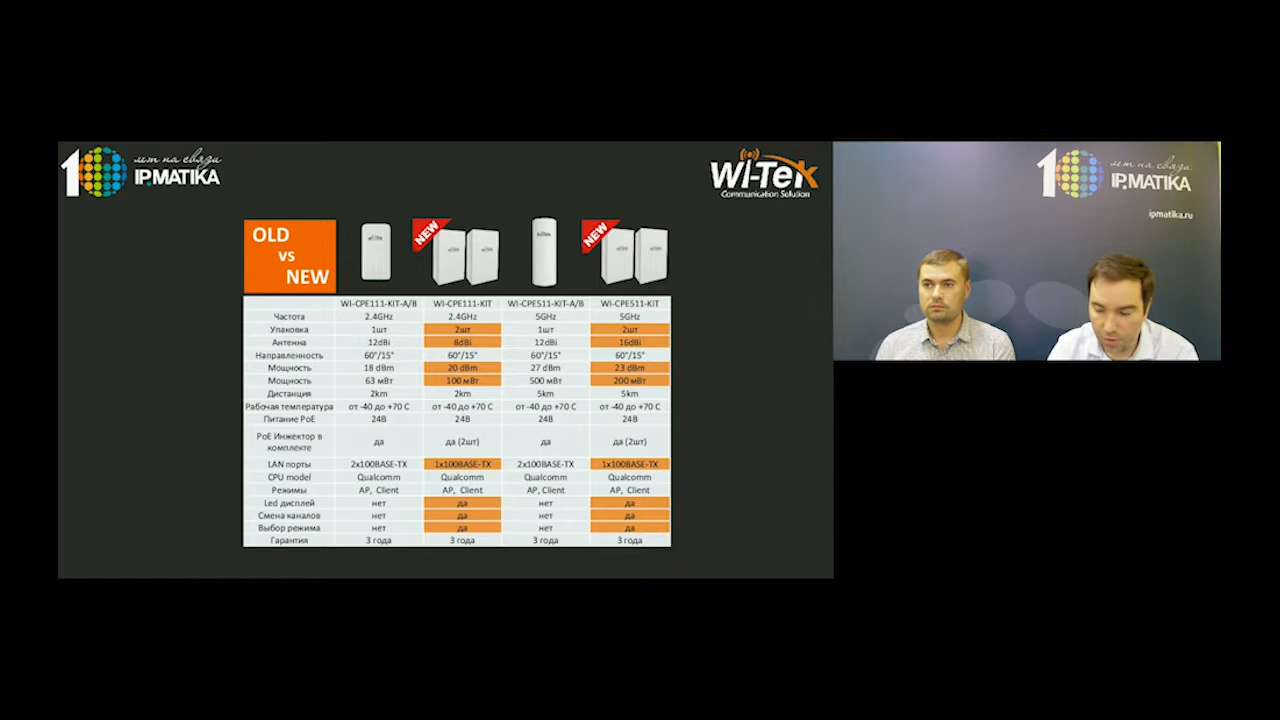 10 лет на связи
IPMATIKA
Wi-Tek
Communication Solution
10 лет на связи
IPMATIKA
ipmatika.ru
OLD
vs
NEW
NEW
NEW
WI-CPE111-KIT-A/B WI-CPE111-KIT WI-CPE511-KIT-A/B WI-CPE511-KIT
Частота 2.4GHz 2.4GHz 5GHz 5GHz
Упаковка 1шт 2шт 1шт 2шт
Антенна 12dBi 8dBi 12dBi 16dBi
Направленность 60°/15° 60°/15° 60°/15° 60°/15°
Мощность 18 dBm 20 dBm 27 dBm 23 dBm
Мощность 63 мВт 100 мВт 500 мВт 200 мВт
Дистанция 2km 2km 5km 5km
Рабочая температура от -40 до +70 С от -40 до +70 С от -40 до +70 С от -40 до +70 С
Питание PoE 24В 24В 24В 24В
PoE Инжектор в
комплекте да да (2шт) да да (2шт)
LAN порты 2x100BASE-TX 1x100BASE-TX 2x100BASE-TX 1x100BASE-TX
CPU model Qualcomm Qualcomm Qualcomm Qualcomm
Режимы AP, Client AP, Client AP, Client AP, Client
Led дисплей нет да нет да
Смена каналов нет да нет да
Выбор режима нет да нет да
Гарантия 3 года 3 года 3 года 3 года